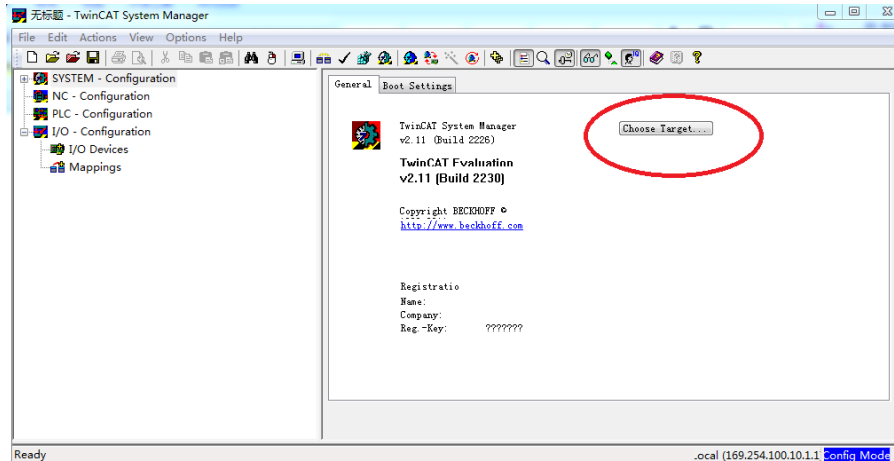 无标题 - TwinCAT System Manager
File Edit Actions View Options Help
SYSTEM - Configuration
NC - Configuration
PLC - Configuration
I/O - Configuration
I/O Devices
Mappings
General Boot Settings
TwinCAT System Manager
v2.11 (Build 2226)
Choose Target...
TwinCAT Evaluation
v2.11 (Build 2230)
Copyright BECKHOFF ©
http://www.beckhoff.com
Registratio
Name:
Company:
Reg.-Key: ???????
Ready .ocal (169.254.100.10.1.1 Config Mode